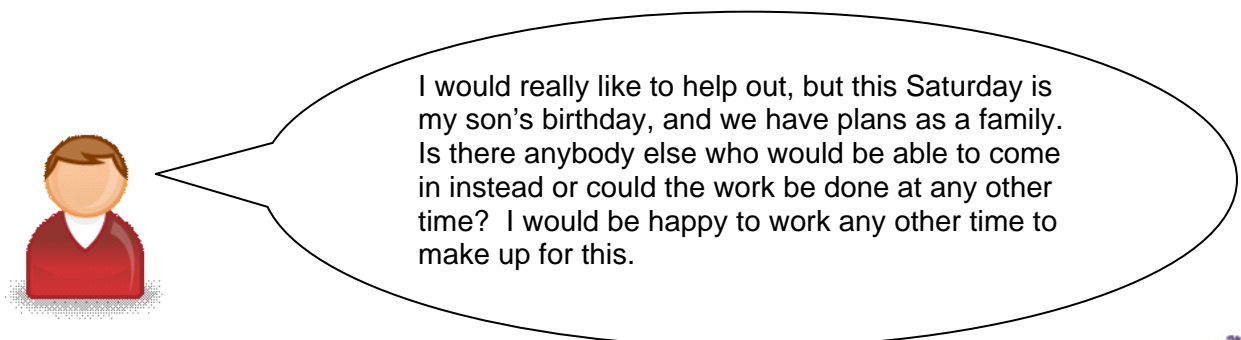 I would really like to help out, but this Saturday is
my son’s birthday, and we have plans as a family.
Is there anybody else who would be able to come
in instead or could the work be done at any other
time?  I would be happy to work any other time to
make up for this.